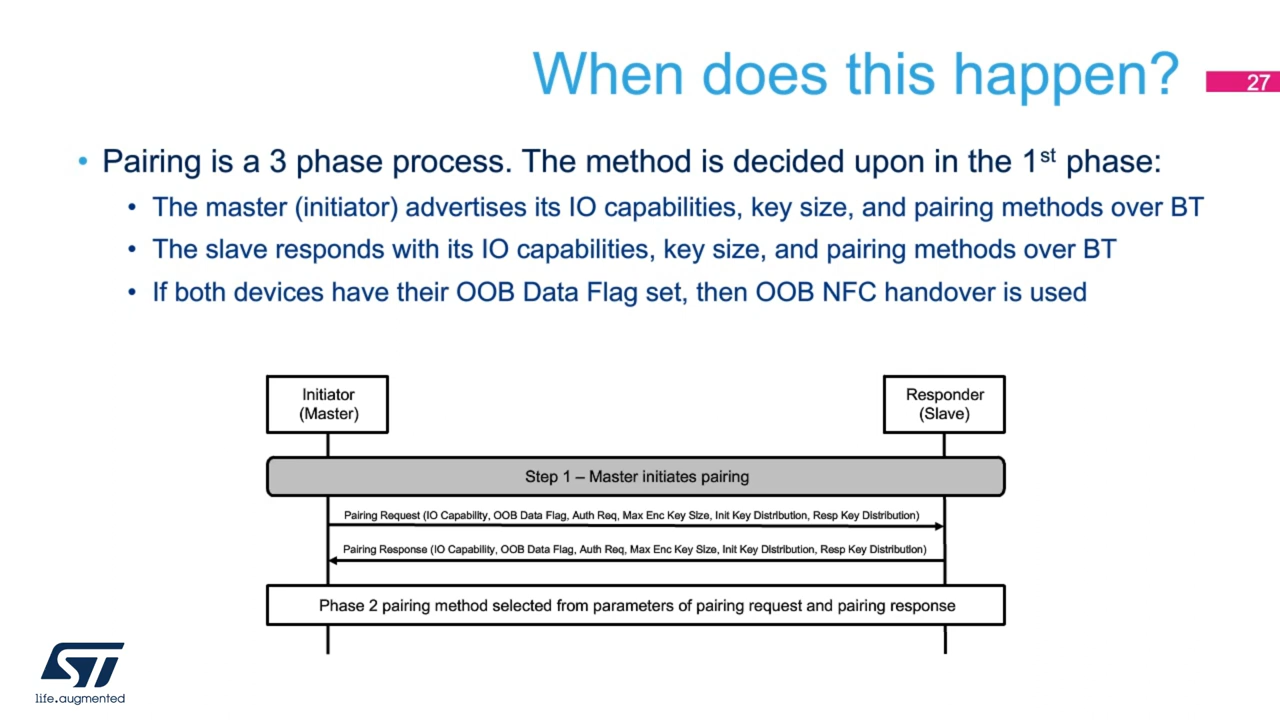 When does this happen?
27
• Pairing is a 3 phase process. The method is decided upon in the 1st phase:
• The master (initiator) advertises its IO capabilities, key size, and pairing methods over BT
• The slave responds with its IO capabilities, key size, and pairing methods over BT
• If both devices have their OOB Data Flag set, then OOB NFC handover is used
Initiator
(Master)
Responder
(Slave)
Step 1 – Master initiates pairing
Pairing Request (IO Capability, OOB Data Flag, Auth Req, Max Enc Key Size, Init Key Distribution, Resp Key Distribution)
Pairing Response (IO Capability, OOB Data Flag, Auth Req, Max Enc Key Size, Init Key Distribution, Resp Key Distribution)
Phase 2 pairing method selected from parameters of pairing request and pairing response
ST
life.augmented